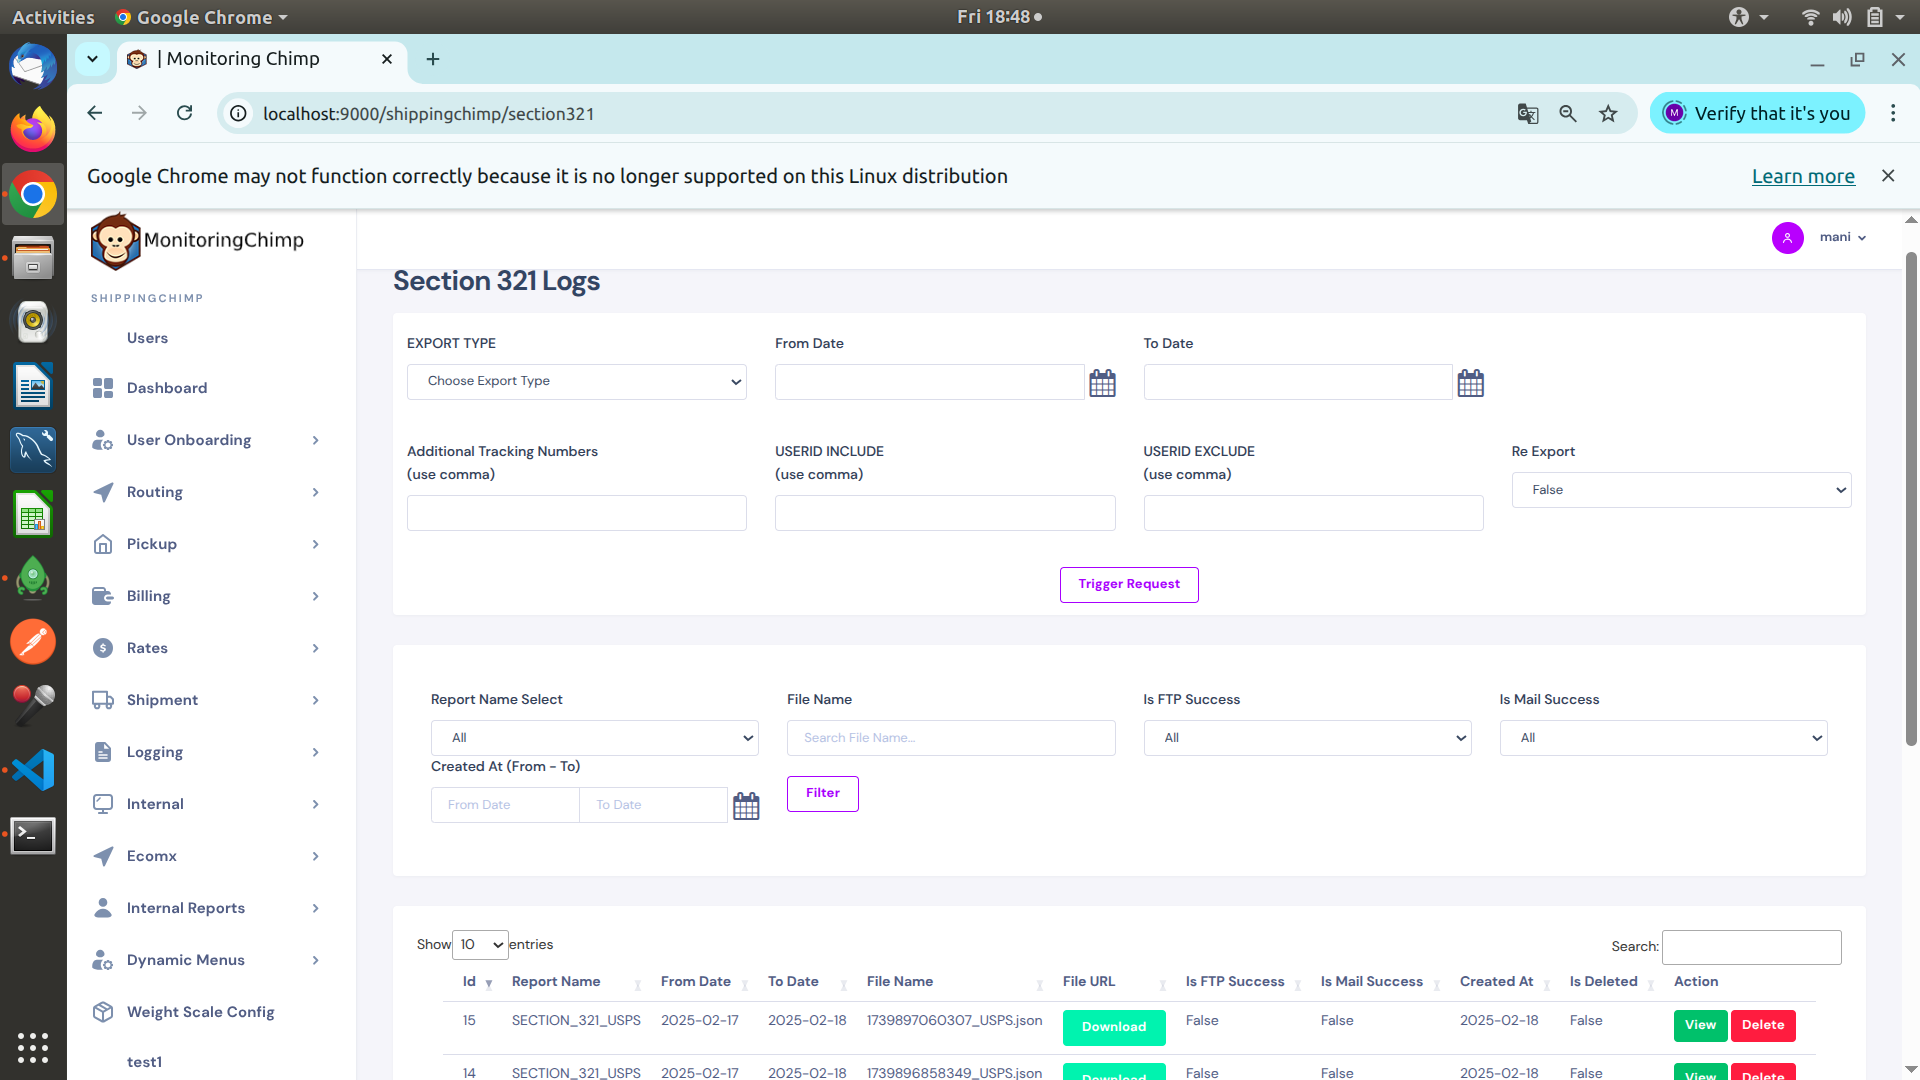 Activities
Google Chrome
Fri 18:48
| Monitoring Chimp
localhost:9000/shippingchimp/section321
M
Verify that it's you
Google Chrome may not function correctly because it is no longer supported on this Linux distribution
Learn more
MonitoringChimp
mani
SHIPPINGCHIMP
Users
Dashboard
User Onboarding
Routing
Pickup
Billing
Rates
Shipment
Logging
Internal
Ecomx
Internal Reports
Dynamic Menus
Weight Scale Config
test1
Section 321 Logs
EXPORT TYPE
From Date
To Date
Choose Export Type
Additional Tracking Numbers
(use comma)
USERID INCLUDE
(use comma)
USERID EXCLUDE
(use comma)
Re Export
False
Trigger Request
Report Name Select
File Name
Is FTP Success
Is Mail Success
All
Search File Name...
All
All
Created At (From - To)
From Date
To Date
Filter
Show 10 entries
Search:
Id Report Name From Date To Date File Name File URL Is FTP Success Is Mail Success Created At Is Deleted Action
15 SECTION_321_USPS 2025-02-17 2025-02-18 1739897060307_USPS.json Download False False 2025-02-18 False View Delete
14 SECTION_321_USPS 2025-02-17 2025-02-18 1739896858349_USPS.json Download False False 2025-02-18 False View Delete